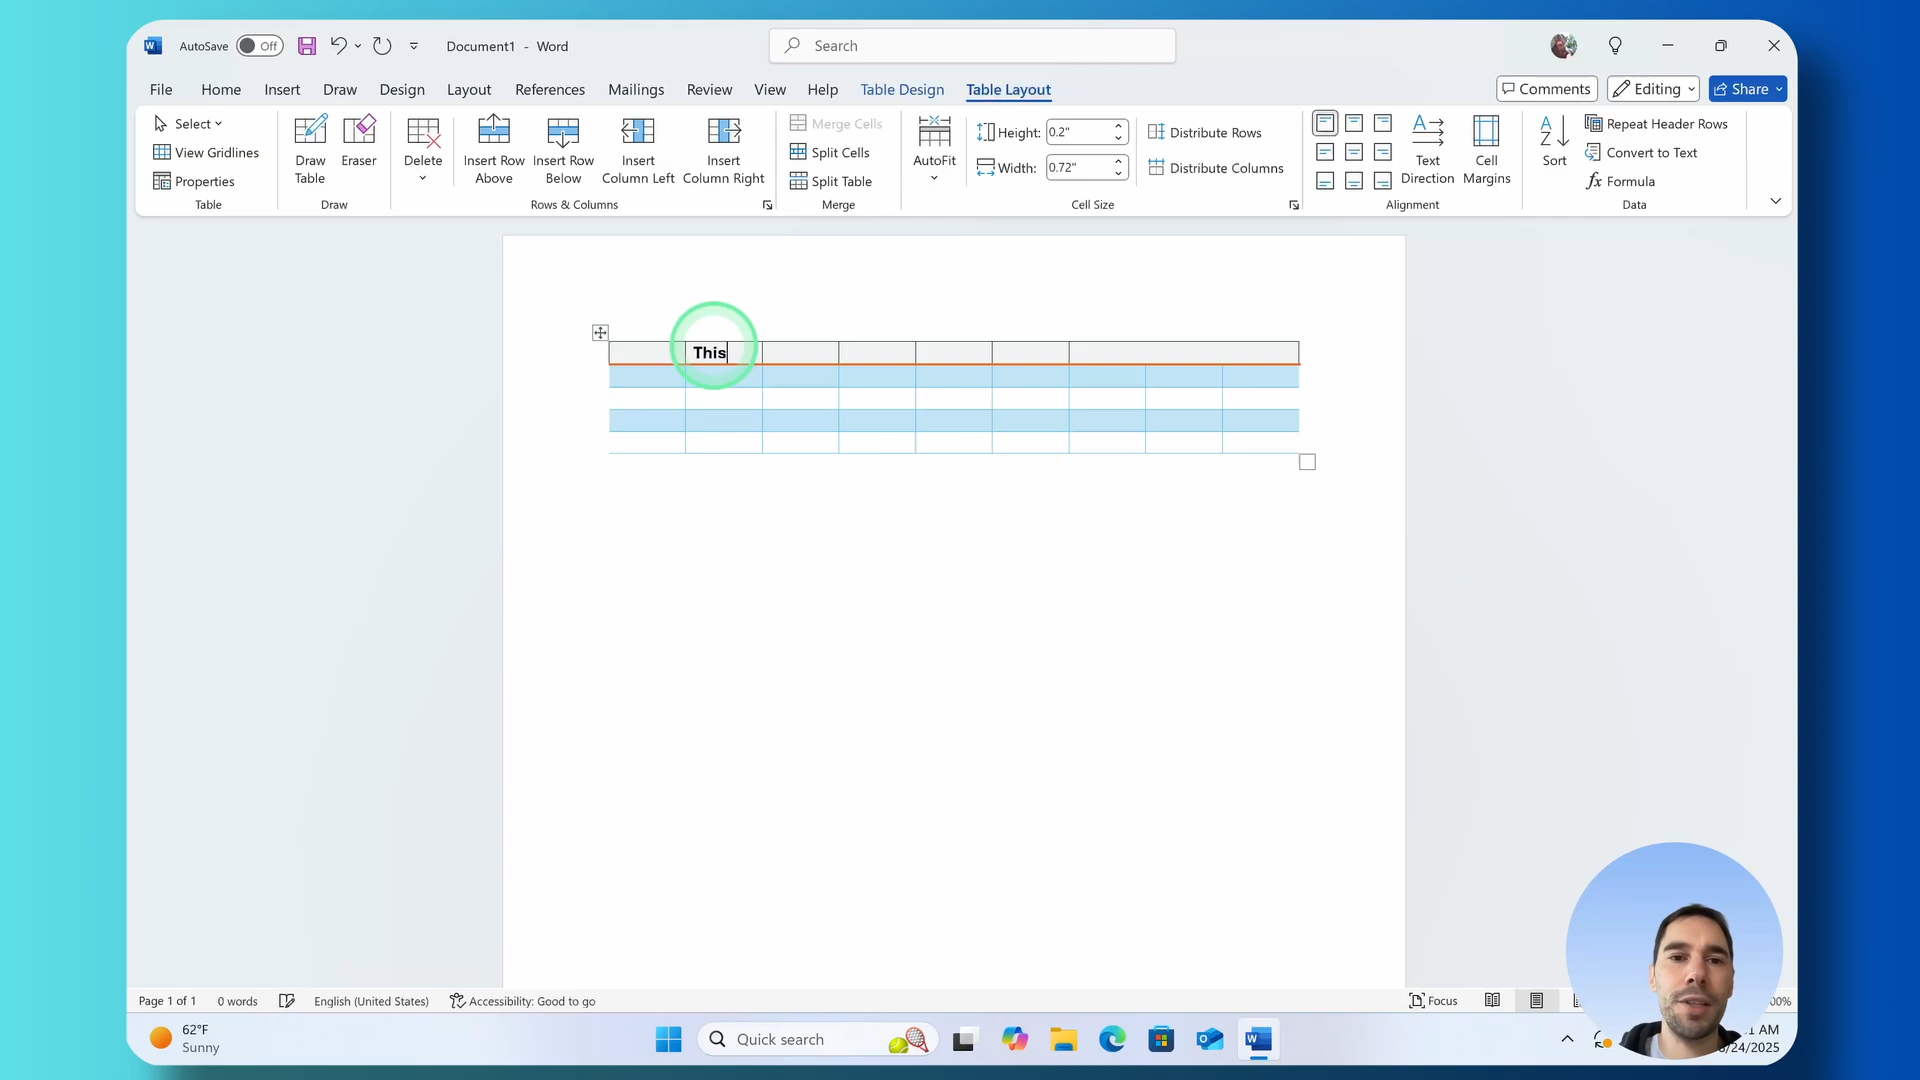 AutoSave Off Document1 - Word Search
File Home Insert Draw Design Layout References Mailings Review View Help Table Design Table Layout Comments Editing Share
Select
View Gridlines
Properties
Table
Draw Table
Eraser
Draw
Delete
Insert Row Above
Insert Row Below
Insert Column Left
Insert Column Right
Rows & Columns
Merge Cells
Split Cells
Split Table
Merge
AutoFit
Height: 0.2"
Width: 0.72"
Distribute Rows
Distribute Columns
Cell Size
Text Direction
Cell Margins
Alignment
Sort
Repeat Header Rows
Convert to Text
Formula
Data
This
Page 1 of 1 0 words English (United States) Accessibility: Good to go Focus
62°F
Sunny
Quick search
AM
/24/2025